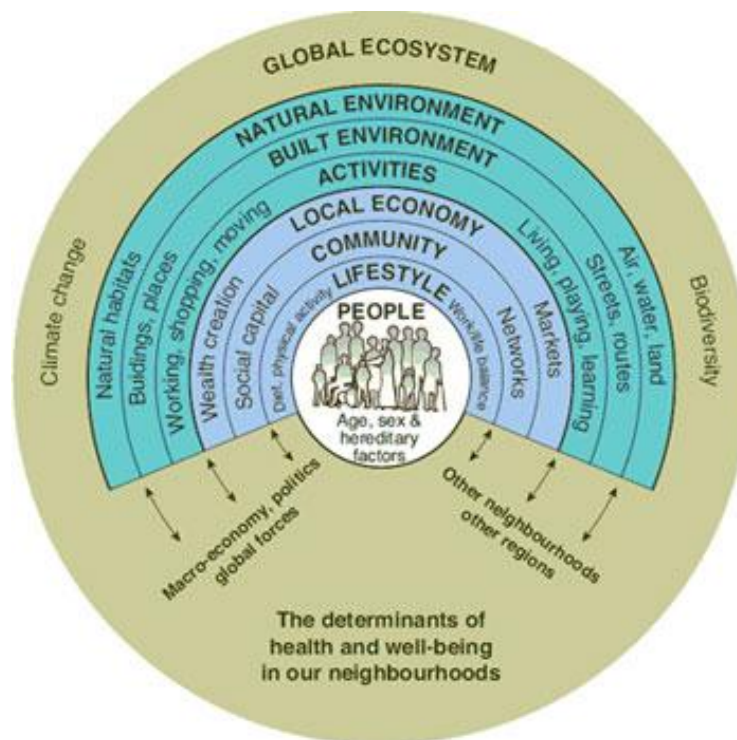 GLOBAL ECOSYSTEM
NATURAL ENVIRONMENT
BUILT ENVIRONMENT
ACTIVITIES
LOCAL ECONOMY
COMMUNITY
LIFESTYLE
PEOPLE
Age, sex &
hereditary
factors
Climate change
Natural habitats
Buidings, places
Working, shopping, moving
Wealth creation
Social capital
Diet, physical activity
Work/life balance
Networks
Markets
Living, playing, learning
Streets, routes
Air, water, land
Biodiversity
Macro-economy, politics
global forces
Other neighbourhoods
other regions
The determinants of
health and well-being
in our neighbourhoods